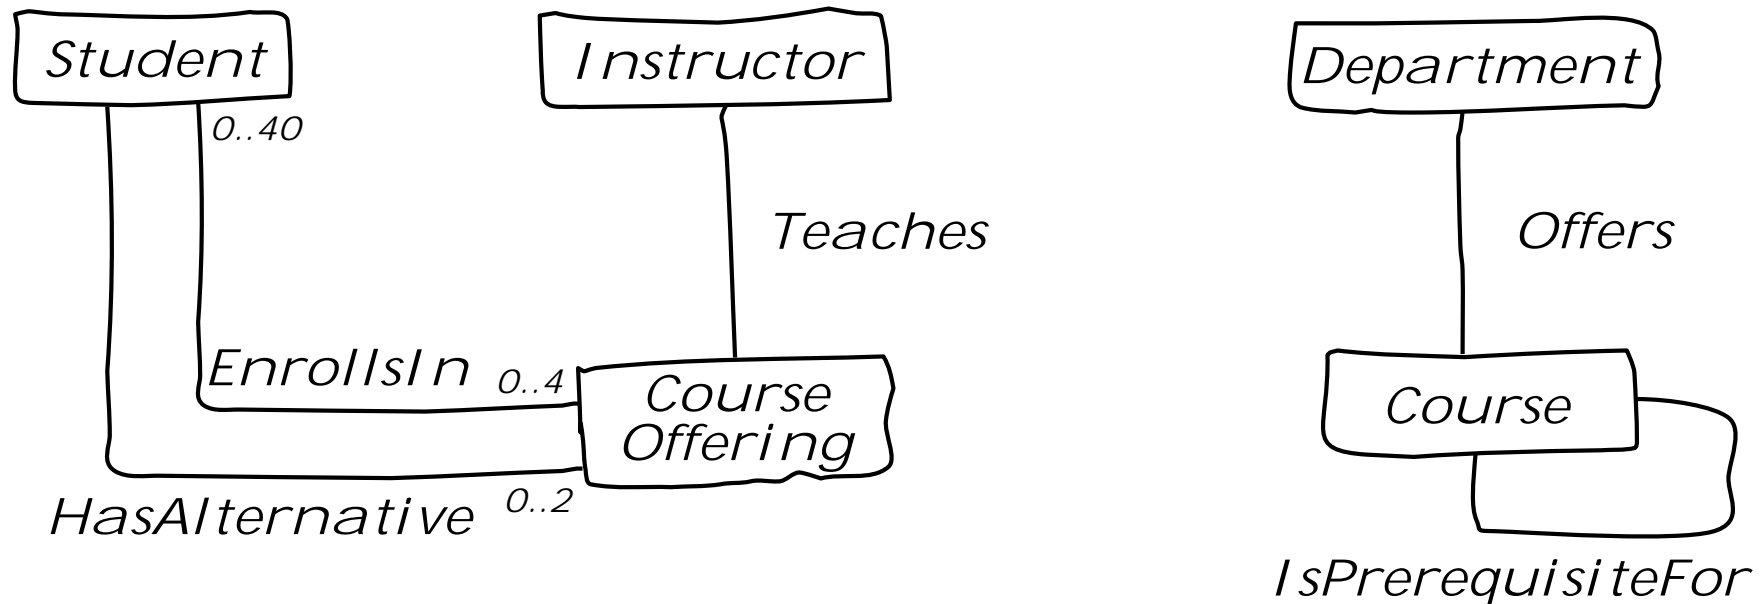 Student
Instructor
Department
0..40
Teaches
Offers
EnrollsIn
0..4
Course
Offering
Course
HasAlternative
0..2
IsPrerequisiteFor